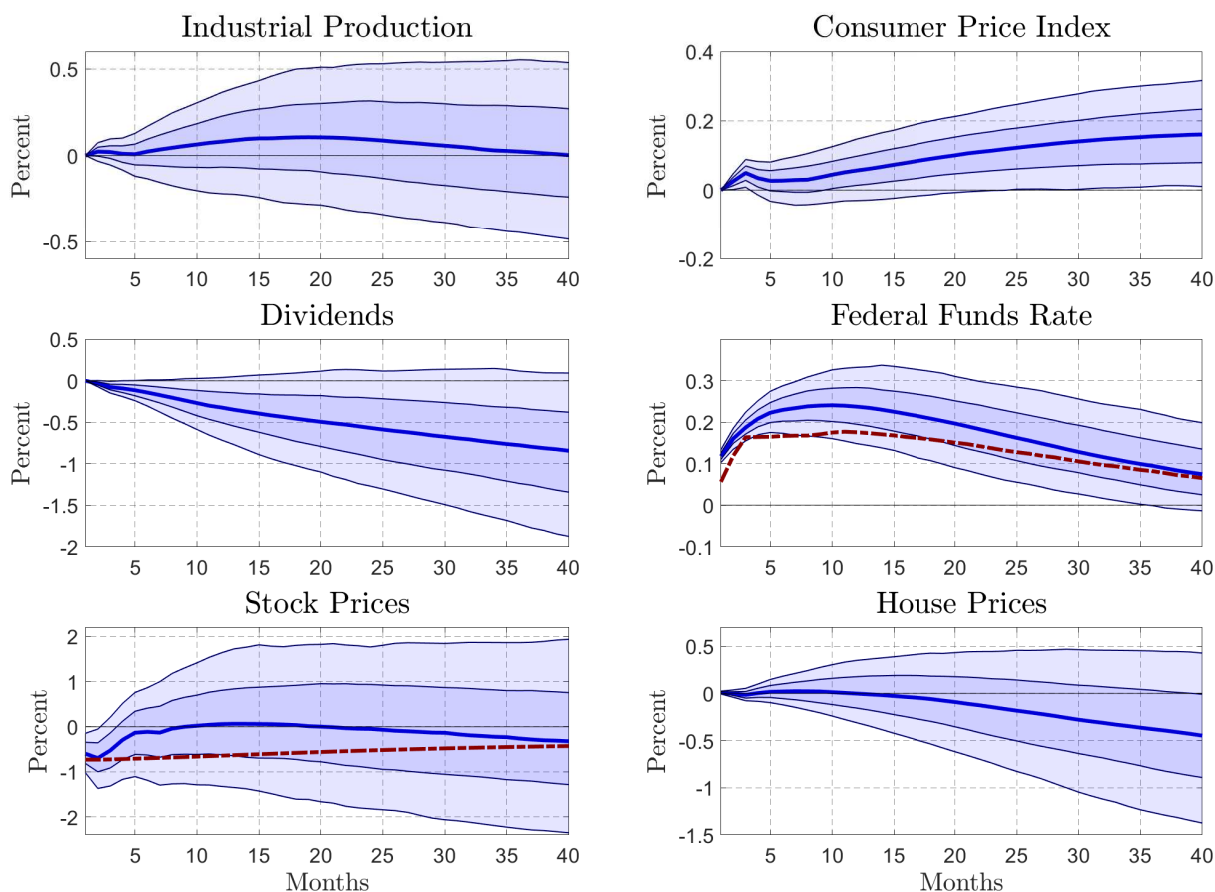 Industrial Production
Percent
0.5
0
-0.5
5 10 15 20 25 30 35 40
Consumer Price Index
Percent
0.4
0.2
0
-0.2
5 10 15 20 25 30 35 40
Dividends
Percent
0.5
0
-0.5
-1
-1.5
-2
5 10 15 20 25 30 35 40
Federal Funds Rate
Percent
0.3
0.2
0.1
0
-0.1
5 10 15 20 25 30 35 40
Stock Prices
Percent
2
1
0
-1
-2
5 10 15 20 25 30 35 40
Months
House Prices
Percent
0.5
0
-0.5
-1
-1.5
5 10 15 20 25 30 35 40
Months